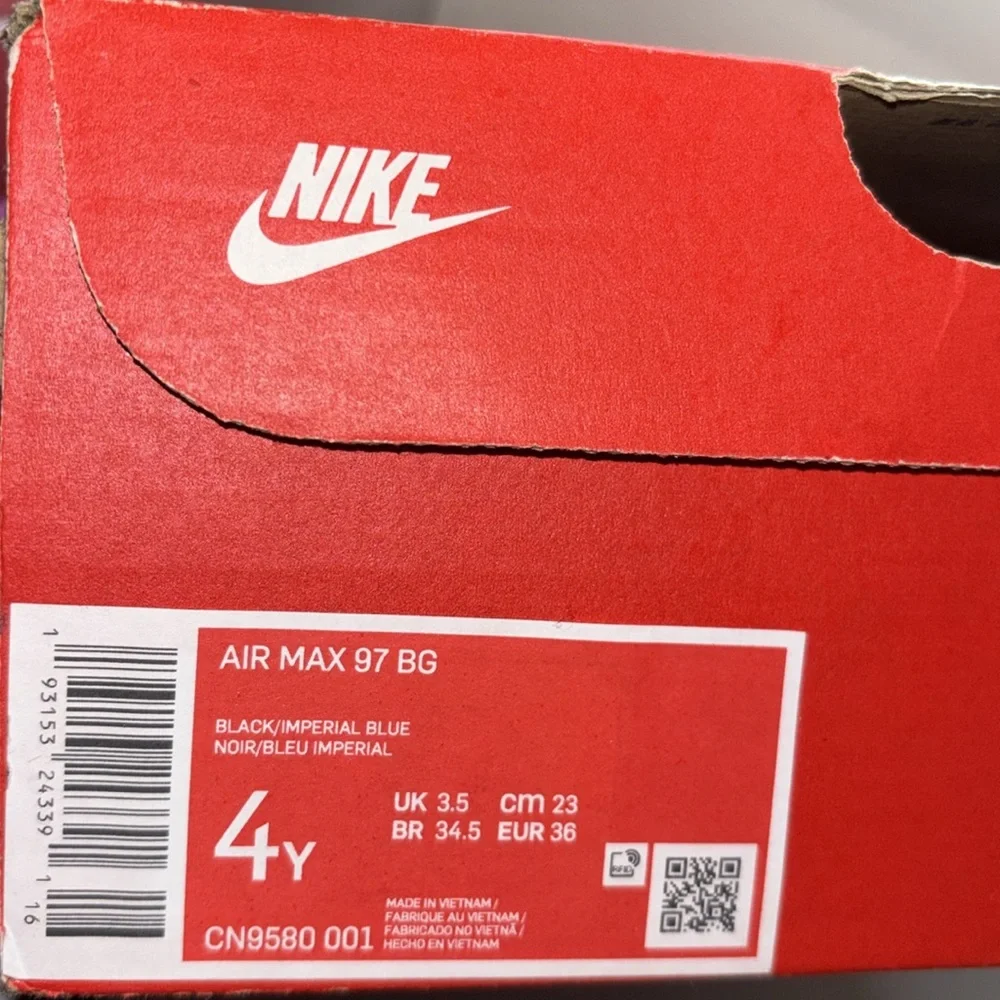 NIKE
AIR MAX 97 BG
BLACK/IMPERIAL BLUE
NOIR/BLEU IMPERIAL
4Y
UK 3.5 cm 23
BR 34.5 EUR 36
RFID
CN9580 001
MADE IN VIETNAM /
FABRIQUE AU VIETNAM /
FABRICADO NO VIETNÃ /
HECHO EN VIETNAM
1 93153 24339 1 16